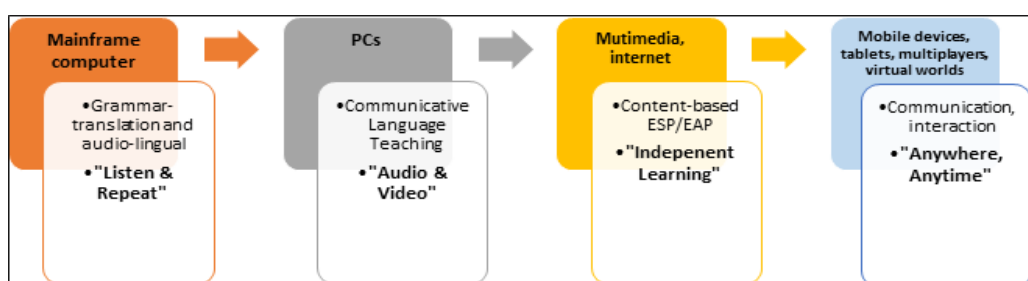 Mainframe
computer
•Grammar-
translation and
audio-lingual
•"Listen &
Repeat"
PCs
•Communicative
Language
Teaching
•"Audio &
Video"
Mutimedia,
internet
•Content-based
ESP/EAP
•"Indepenent
Learning"
Mobile devices,
tablets, multiplayers,
virtual worlds
•Communication,
interaction
•"Anywhere,
Anytime"